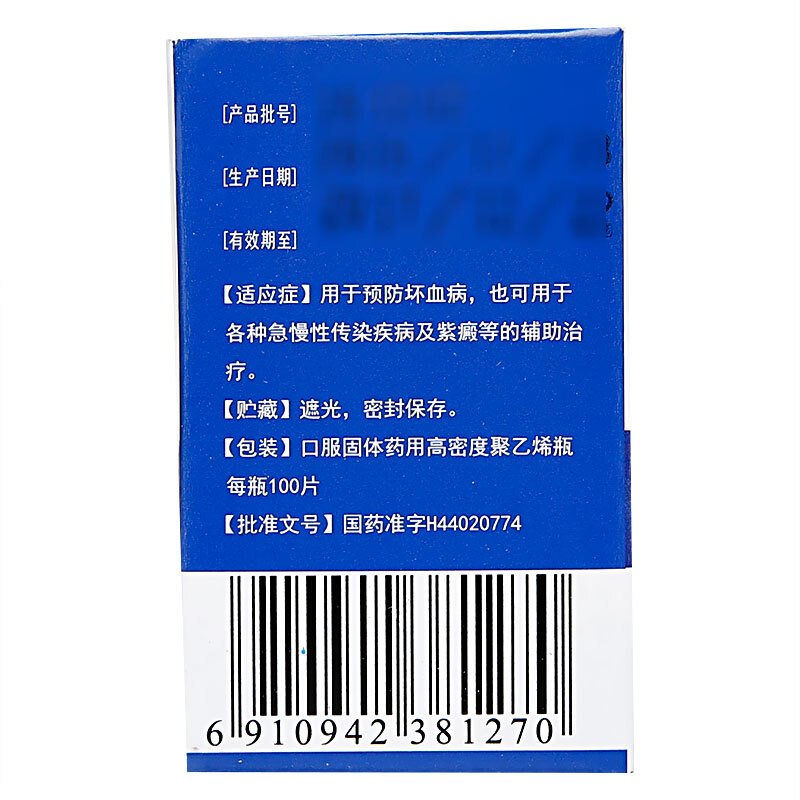 [产品批号]
[生产日期]
[有效期至]
【适应症】用于预防坏血病，也可用于
各种急慢性传染疾病及紫癜等的辅助治
疗。
【贮藏】遮光，密封保存。
【包装】口服固体药用高密度聚乙烯瓶
每瓶100片
【批准文号】国药准字H44020774
6 910942 381270